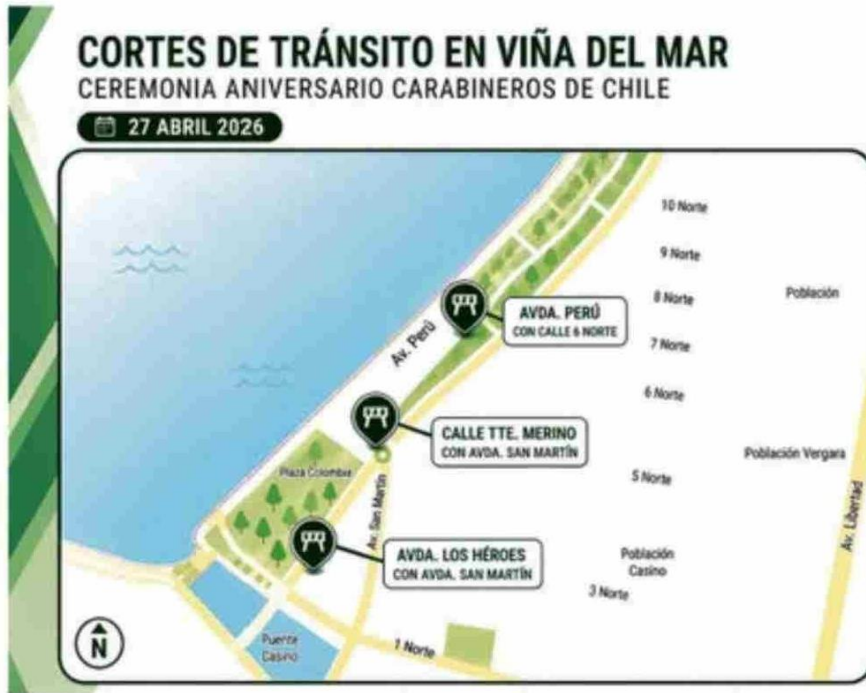 CORTES DE TRÁNSITO EN VIÑA DEL MAR
CEREMONIA ANIVERSARIO CARABINEROS DE CHILE
27 ABRIL 2026
10 Norte
9 Norte
8 Norte
Población
AVDA. PERÚ
CON CALLE 6 NORTE
Av. Perú
7 Norte
6 Norte
CALLE TTE. MERINO
CON AVDA. SAN MARTÍN
Población Vergara
Plaza Colombia
5 Norte
Av. San Martín
Av. Libertad
AVDA. LOS HÉROES
CON AVDA. SAN MARTÍN
Población
Casino
3 Norte
N
Puente
Casino
1 Norte